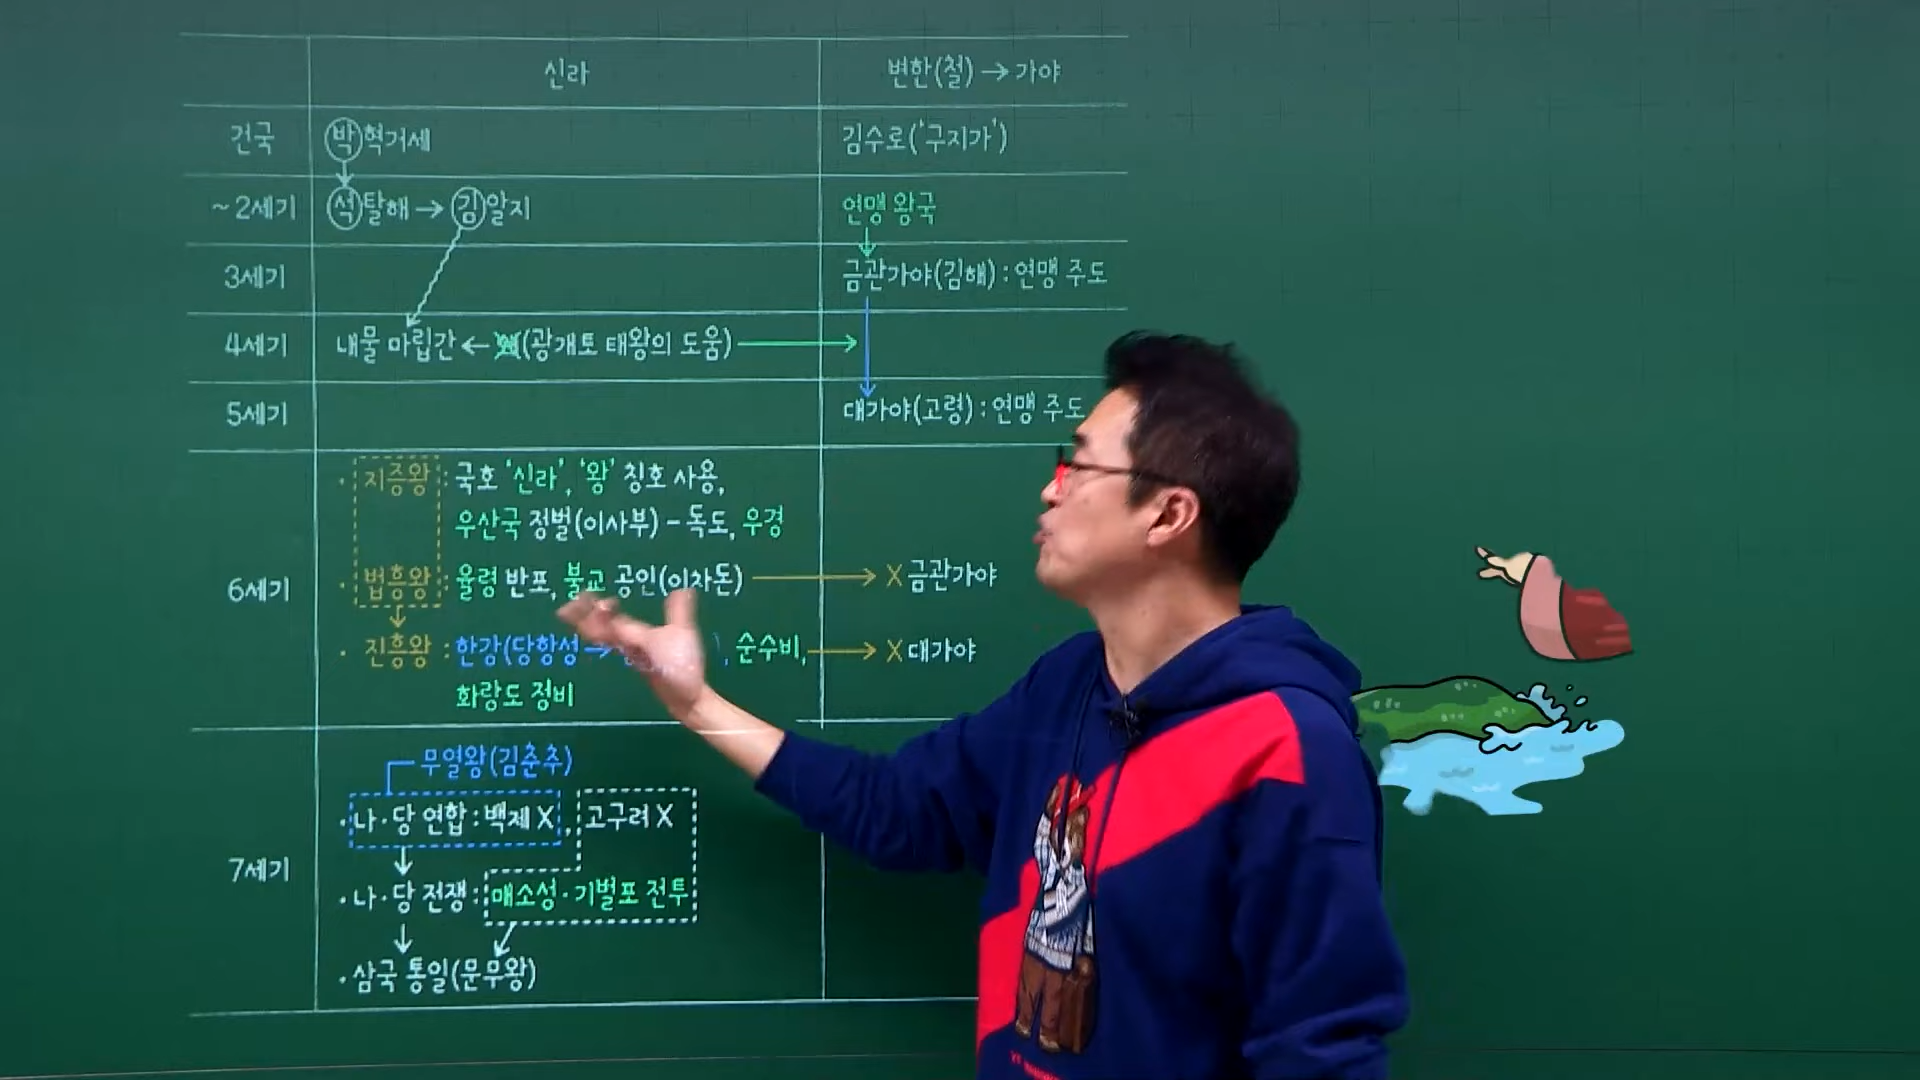 신라
변한(철) → 가야
건국
박혁거세
김수로('구지가')
~2세기
석탈해 → 김알지
연맹 왕국
3세기
금관가야(김해) : 연맹 주도
4세기
내물 마립간 ← (광개토 태왕의 도움)
5세기
대가야(고령) : 연맹 주도
6세기
· 지증왕 : 국호 '신라', '왕' 칭호 사용,
우산국 정벌(이사부) - 독도, 우경
· 법흥왕 : 율령 반포, 불교 공인(이차돈) → X 금관가야
· 진흥왕 : 한강(당항성 → , 순수비, → X 대가야
화랑도 정비
7세기
무열왕(김춘추)
· 나·당 연합 : 백제 X , 고구려 X
· 나·당 전쟁 : 매소성·기벌포 전투
· 삼국 통일(문무왕)